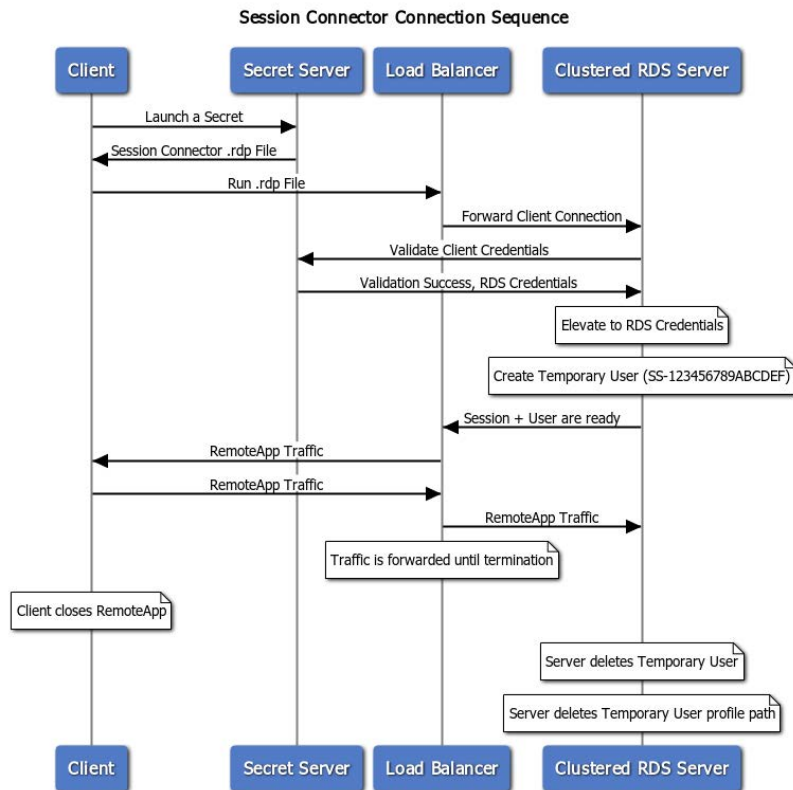 Session Connector Connection Sequence
Client
Secret Server
Load Balancer
Clustered RDS Server
Launch a Secret
Session Connector .rdp File
Run .rdp File
Forward Client Connection
Validate Client Credentials
Validation Success, RDS Credentials
Elevate to RDS Credentials
Create Temporary User (SS-123456789ABCDEF)
Session + User are ready
RemoteApp Traffic
RemoteApp Traffic
RemoteApp Traffic
Traffic is forwarded until termination
Client closes RemoteApp
Server deletes Temporary User
Server deletes Temporary User profile path
Client
Secret Server
Load Balancer
Clustered RDS Server